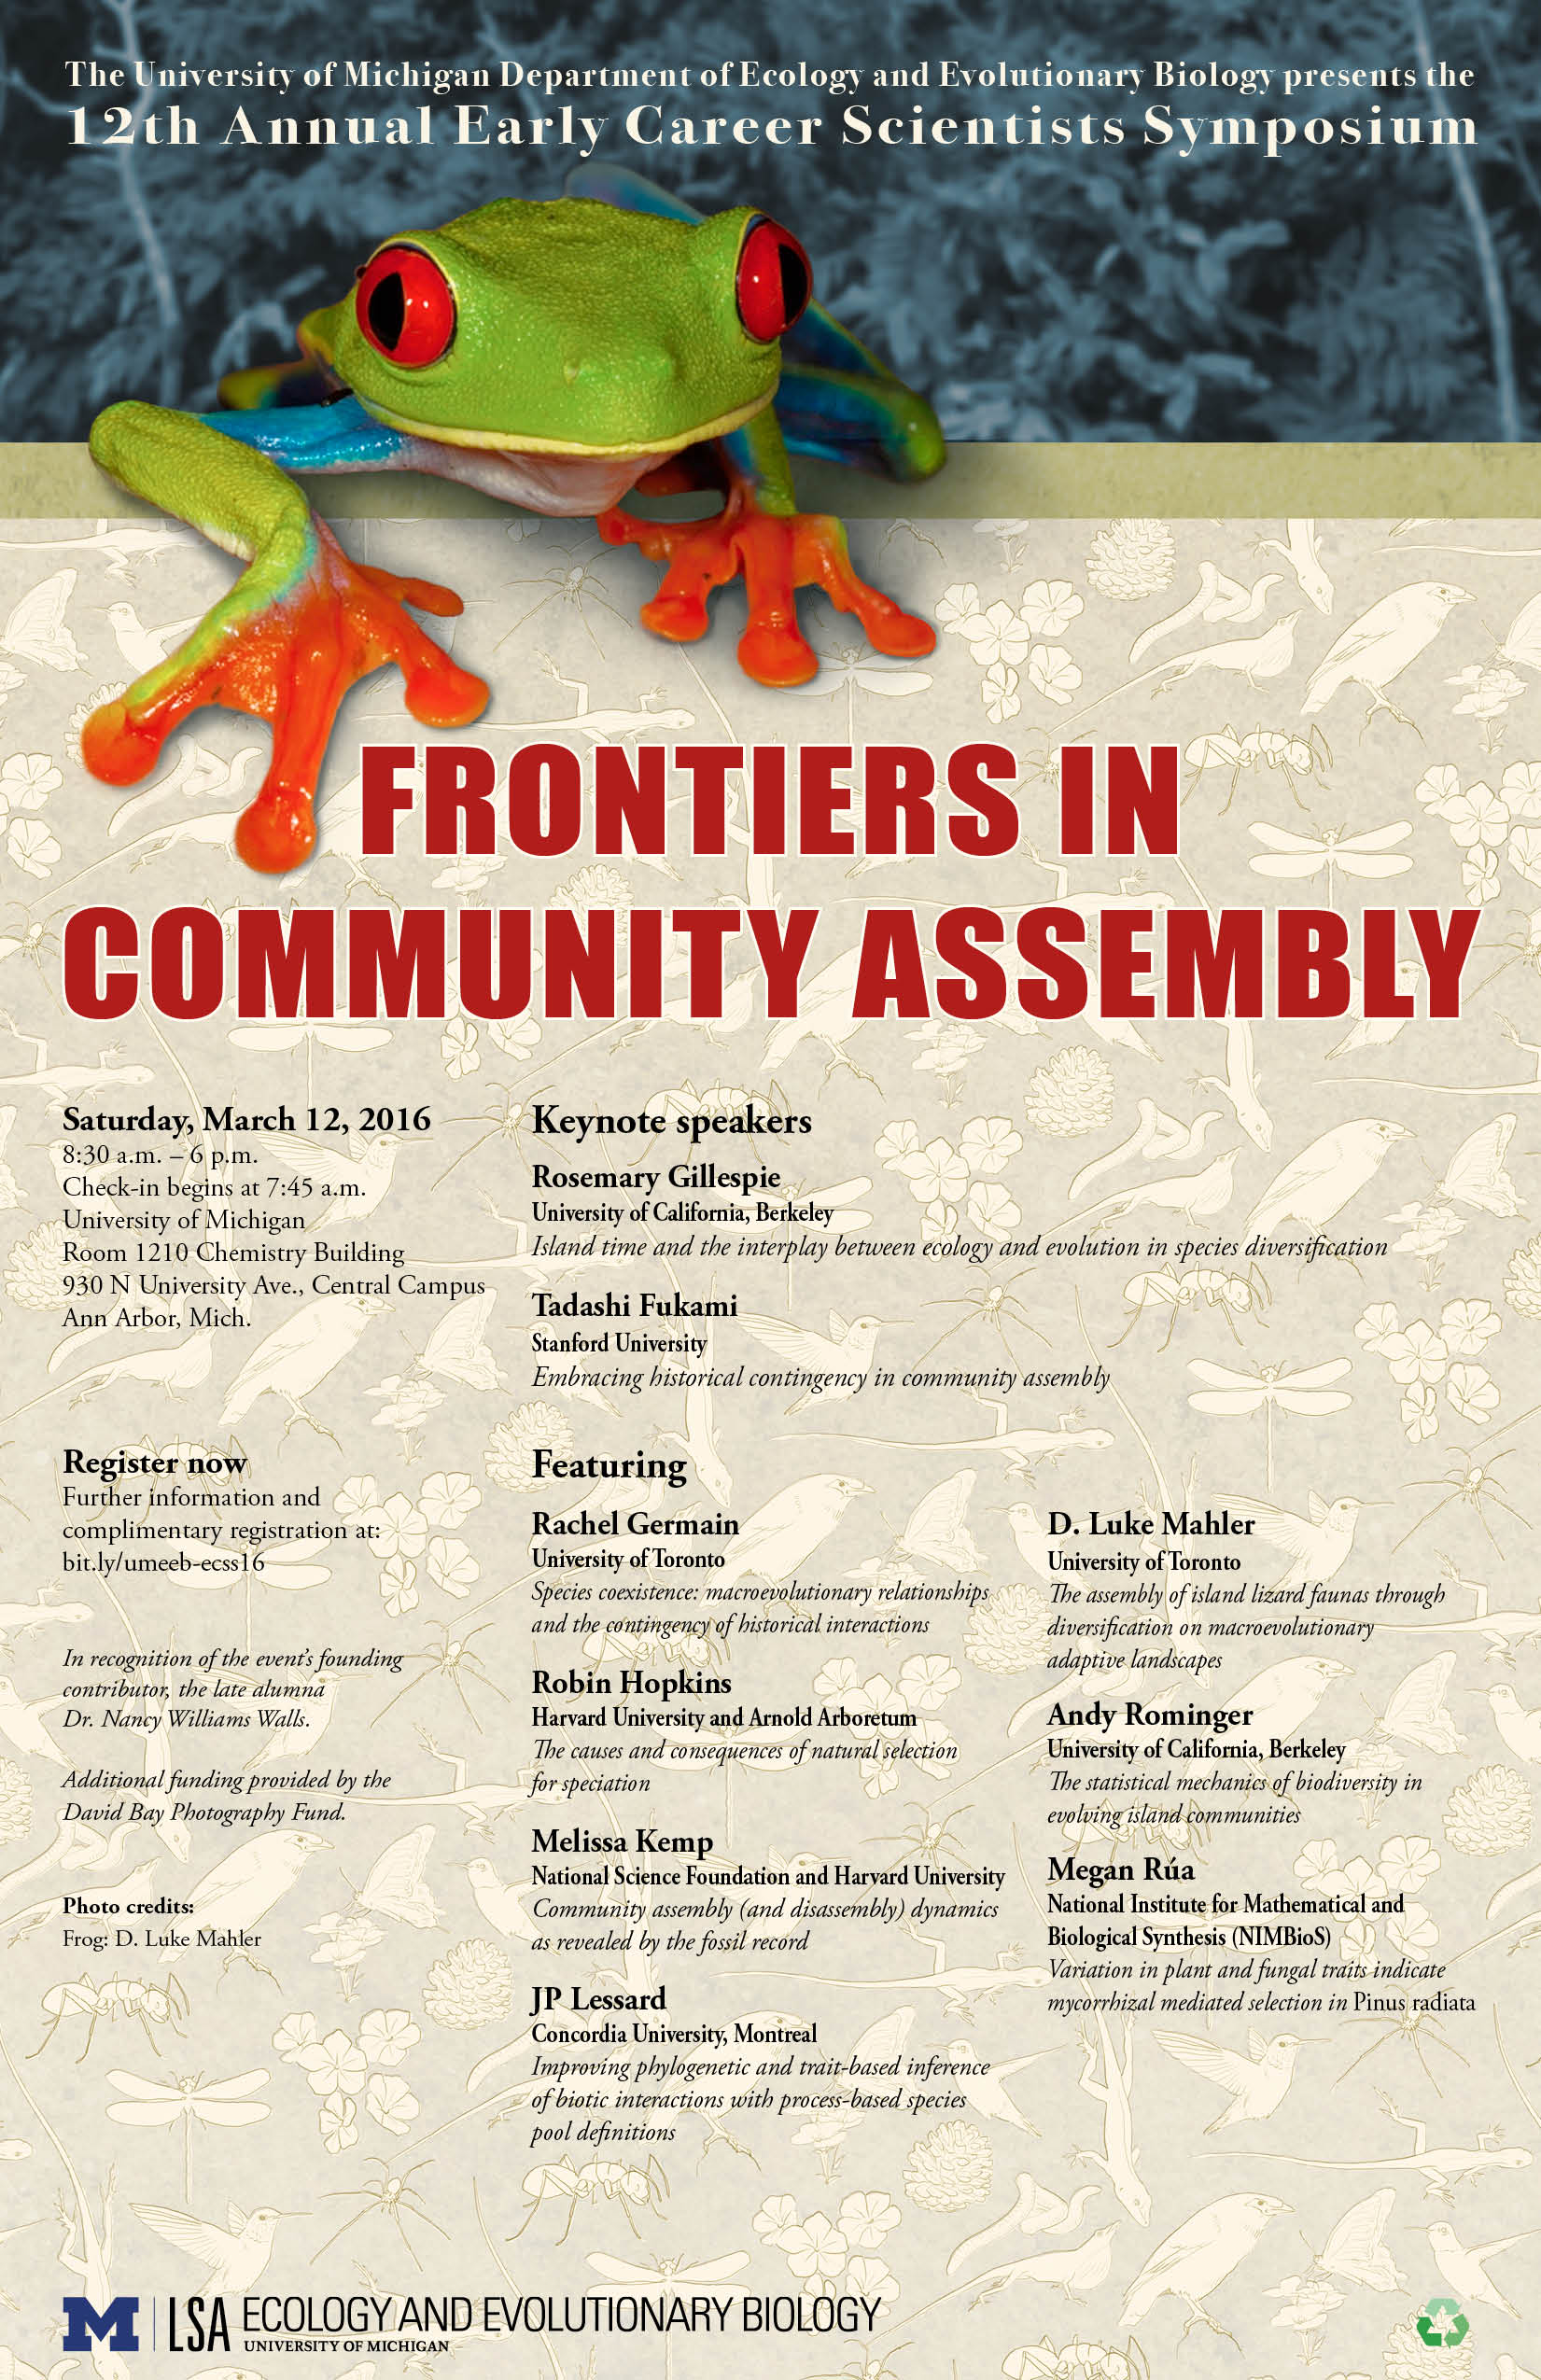 The University of Michigan Department of Ecology and Evolutionary Biology presents the
12th Annual Early Career Scientists Symposium
FRONTIERS IN
COMMUNITY ASSEMBLY
Saturday, March 12, 2016
8:30 a.m. – 6 p.m.
Check-in begins at 7:45 a.m.
University of Michigan
Room 1210 Chemistry Building
930 N University Ave., Central Campus
Ann Arbor, Mich.
Keynote speakers
Rosemary Gillespie
University of California, Berkeley
Island time and the interplay between ecology and evolution in species diversification
Tadashi Fukami
Stanford University
Embracing historical contingency in community assembly
Register now
Further information and
complimentary registration at:
bit.ly/umeeb-ecss16
In recognition of the event's founding
contributor, the late alumna
Dr. Nancy Williams Walls.
Additional funding provided by the
David Bay Photography Fund.
Photo credits:
Frog: D. Luke Mahler
Featuring
Rachel Germain
University of Toronto
Species coexistence: macroevolutionary relationships
and the contingency of historical interactions
Robin Hopkins
Harvard University and Arnold Arboretum
The causes and consequences of natural selection
for speciation
Melissa Kemp
National Science Foundation and Harvard University
Community assembly (and disassembly) dynamics
as revealed by the fossil record
JP Lessard
Concordia University, Montreal
Improving phylogenetic and trait-based inference
of biotic interactions with process-based species
pool definitions
D. Luke Mahler
University of Toronto
The assembly of island lizard faunas through
diversification on macroevolutionary
adaptive landscapes
Andy Rominger
University of California, Berkeley
The statistical mechanics of biodiversity in
evolving island communities
Megan Rúa
National Institute for Mathematical and
Biological Synthesis (NIMBioS)
Variation in plant and fungal traits indicate
mycorrhizal mediated selection in Pinus radiata
M LSA ECOLOGY AND EVOLUTIONARY BIOLOGY
UNIVERSITY OF MICHIGAN